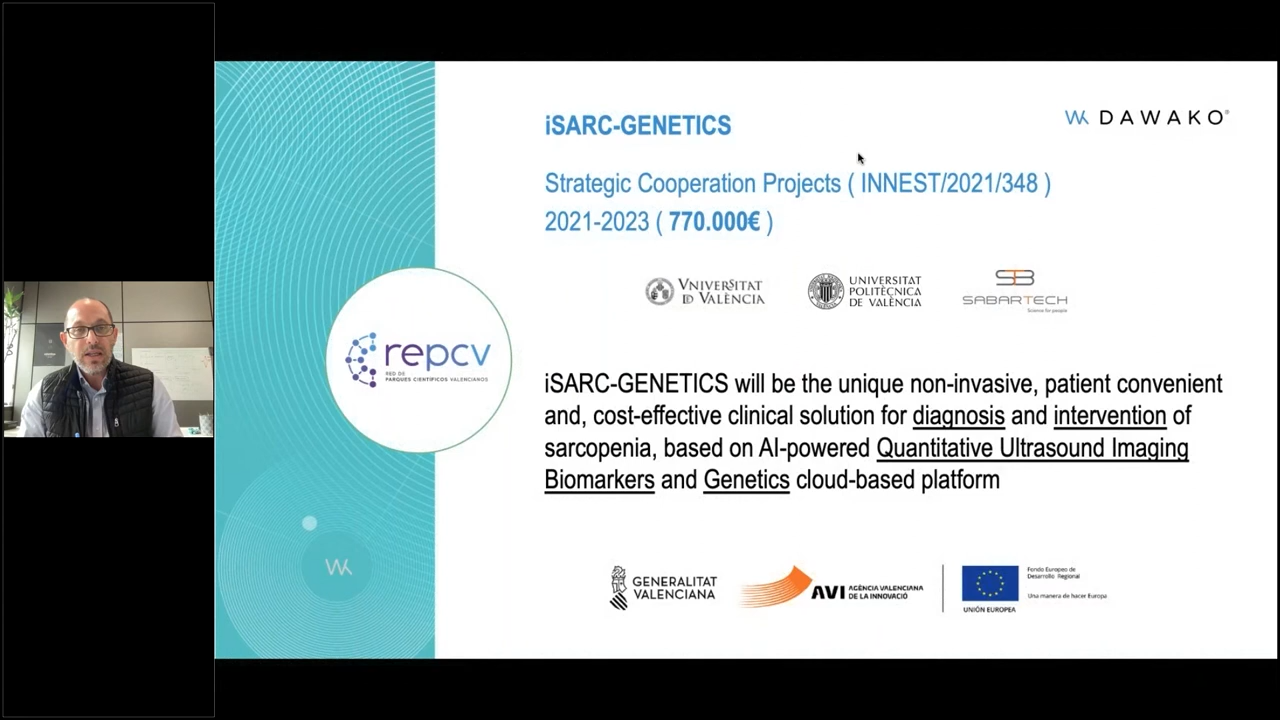 iSARC-GENETICS
DAWAKO
Strategic Cooperation Projects ( INNEST/2021/348 )
2021-2023 ( 770.000€ )
VNIVERSITAT
D VALÈNCIA
UNIVERSITAT
POLITÈCNICA
DE VALÈNCIA
STB
SABARTECH
Science for people
repcv
RED DE
PARQUES CIENTÍFICOS VALENCIANOS
iSARC-GENETICS will be the unique non-invasive, patient convenient
and, cost-effective clinical solution for diagnosis and intervention of
sarcopenia, based on AI-powered Quantitative Ultrasound Imaging
Biomarkers and Genetics cloud-based platform
GENERALITAT
VALENCIANA
AVI
AGÈNCIA VALENCIANA
DE LA INNOVACIÓ
UNIÓN EUROPEA
Fondo Europeo de
Desarrollo Regional
Una manera de hacer Europa